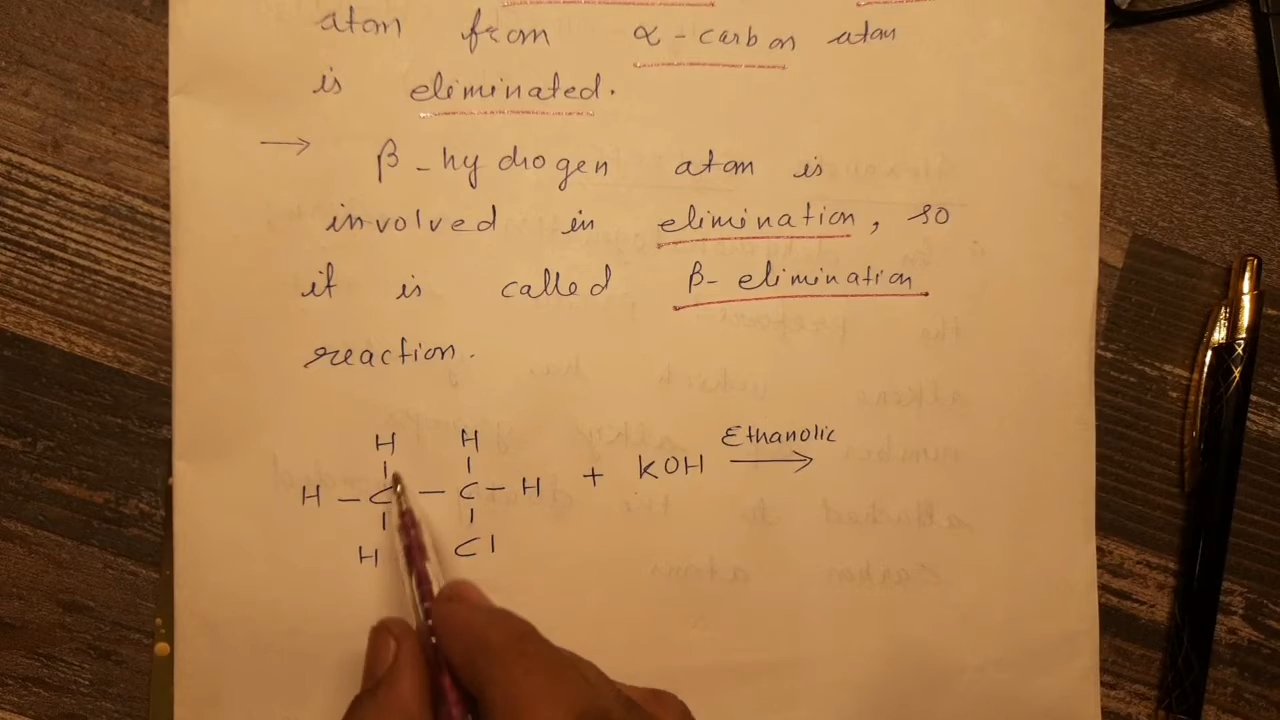 atom from α-carbon atom
is eliminated.
→ β-hydrogen atom is
involved in elimination, so
it is called β-elimination
reaction.
H H Ethanolic
H-C-C-H + KOH →
H Cl